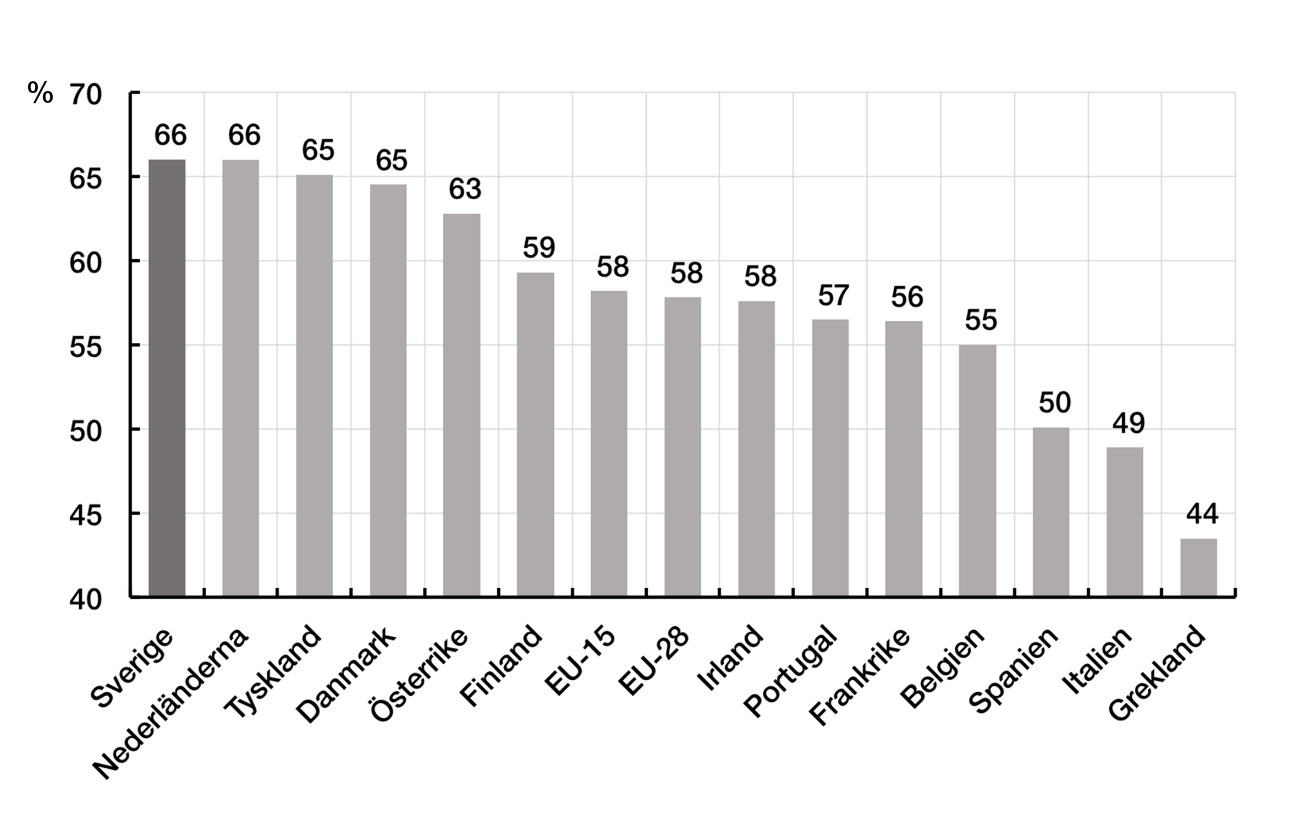 % 70
66
66
65
65
63
59
58
58
58
57
56
55
50
49
44
65
60
55
50
45
40
Sverige
Nederländerna
Tyskland
Danmark
Österrike
Finland
EU-15
EU-28
Irland
Portugal
Frankrike
Belgien
Spanien
Italien
Grekland